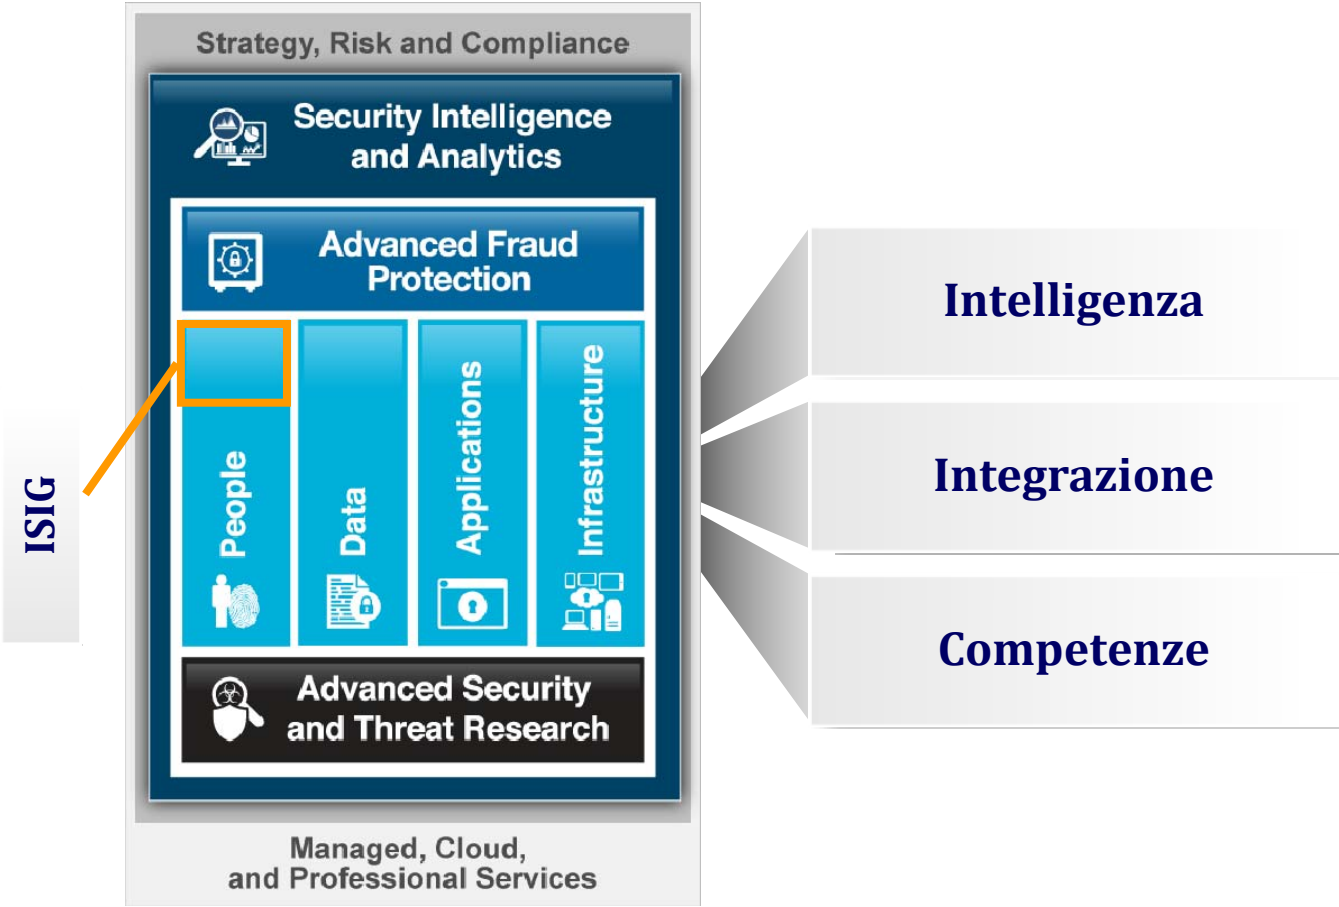 Strategy, Risk and Compliance
Security Intelligence
and Analytics
Advanced Fraud
Protection
People
Data
Applications
Infrastructure
Advanced Security
and Threat Research
Managed, Cloud,
and Professional Services
ISIG
Intelligenza
Integrazione
Competenze